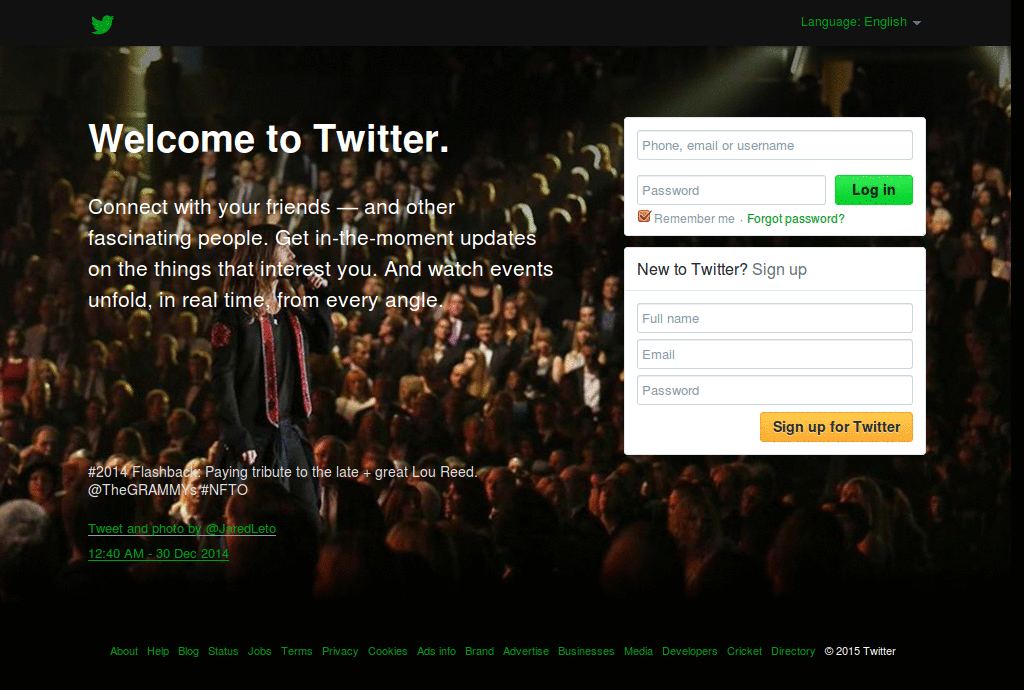 Language: English
Welcome to Twitter.
Connect with your friends — and other
fascinating people. Get in-the-moment updates
on the things that interest you. And watch events
unfold, in real time, from every angle.
Phone, email or username
Password
Log in
Remember me · Forgot password?
New to Twitter? Sign up
Full name
Email
Password
Sign up for Twitter
#2014 Flashback: Paying tribute to the late + great Lou Reed.
@TheGRAMMYs #NFTO
Tweet and photo by @JaredLeto
12:40 AM - 30 Dec 2014
About Help Blog Status Jobs Terms Privacy Cookies Ads info Brand Advertise Businesses Media Developers Cricket Directory © 2015 Twitter